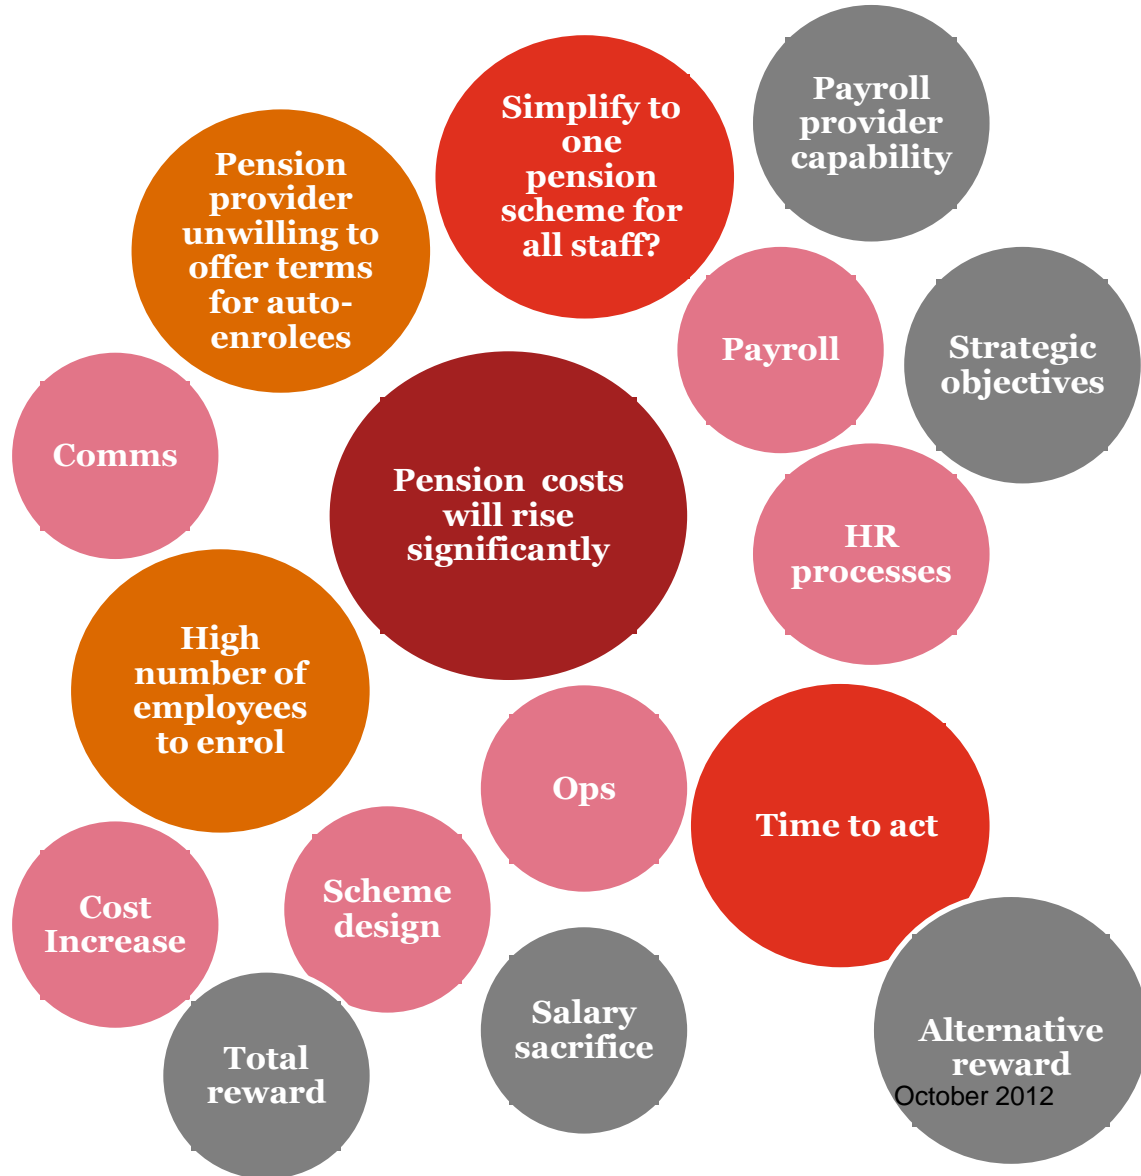 Payroll
provider
capability
Simplify to
one
pension
scheme for
all staff?
Pension
provider
unwilling to
offer terms
for auto-
enrolees
Payroll
Strategic
objectives
Comms
Pension costs
will rise
significantly
HR
processes
High
number of
employees
to enrol
Ops
Time to act
Cost
Increase
Scheme
design
Salary
sacrifice
Total
reward
Alternative
reward
October 2012